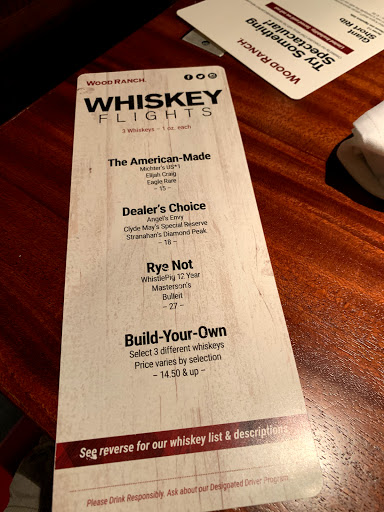 WOOD RANCH
WHISKEY
FLIGHTS
3 Whiskeys ~ 1 oz. each
The American-Made
Michter's US*1
Elijah Craig
Eagle Rare
~ 15 ~
Dealer's Choice
Angel's Envy
Clyde May's Special Reserve
Stranahan's Diamond Peak
~ 18 ~
Rye Not
WhistlePig 12 Year
Masterson's
Bulleit
~ 27 ~
Build-Your-Own
Select 3 different whiskeys
Price varies by selection
~ 14.50 & up ~
See reverse for our whiskey list & descriptions
Please Drink Responsibly. Ask about our Designated Driver Program.
WOOD RANCH
Try Something
Spectacular!
Giant
Short Rib